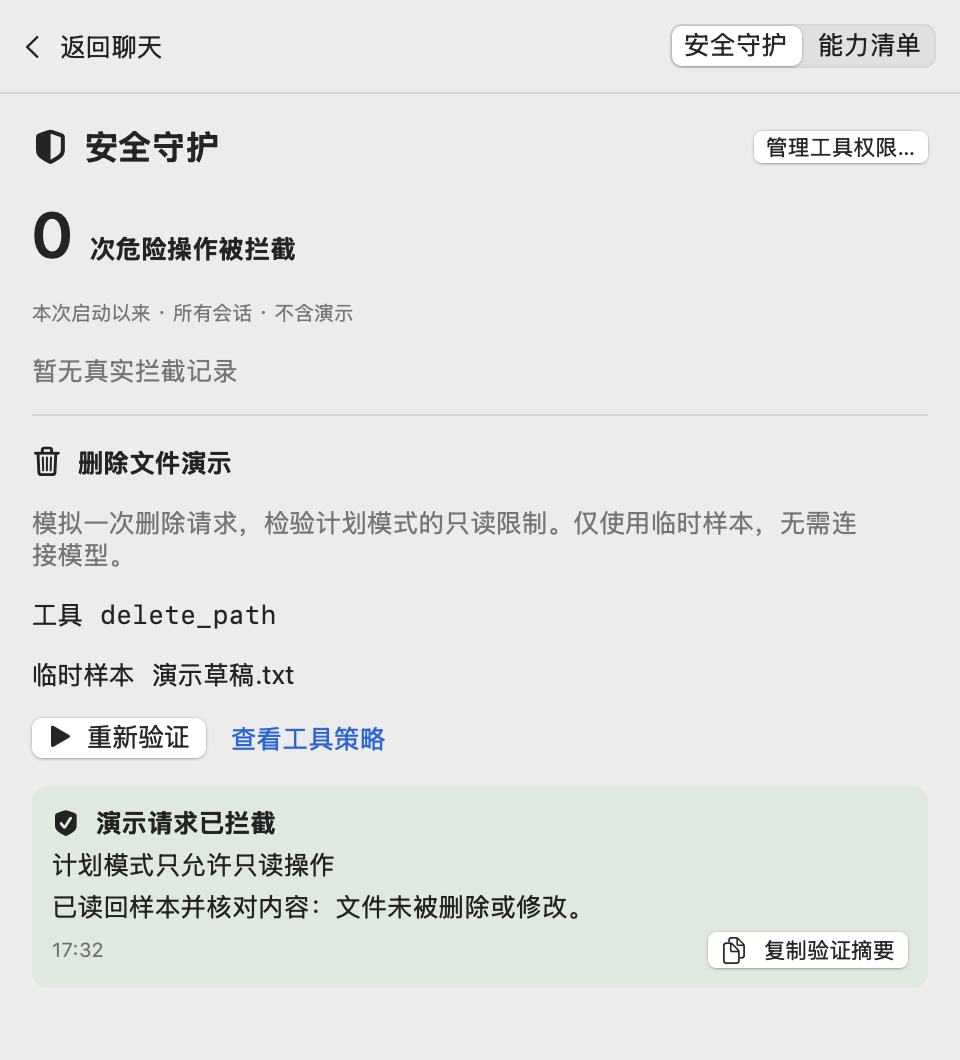 返回聊天
安全守护 能力清单
安全守护
管理工具权限...
0 次危险操作被拦截
本次启动以来 · 所有会话 · 不含演示
暂无真实拦截记录
删除文件演示
模拟一次删除请求，检验计划模式的只读限制。仅使用临时样本，无需连
接模型。
工具 delete_path
临时样本 演示草稿.txt
重新验证 查看工具策略
演示请求已拦截
计划模式只允许只读操作
已读回样本并核对内容：文件未被删除或修改。
17:32
复制验证摘要